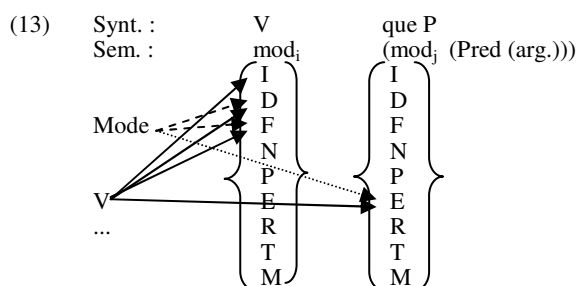 (13) Synt. : V que P
Sem. : modi (modj (Pred (arg.)))
I I
D D
Mode F F
N N
P P
V E E
... R R
T T
M M